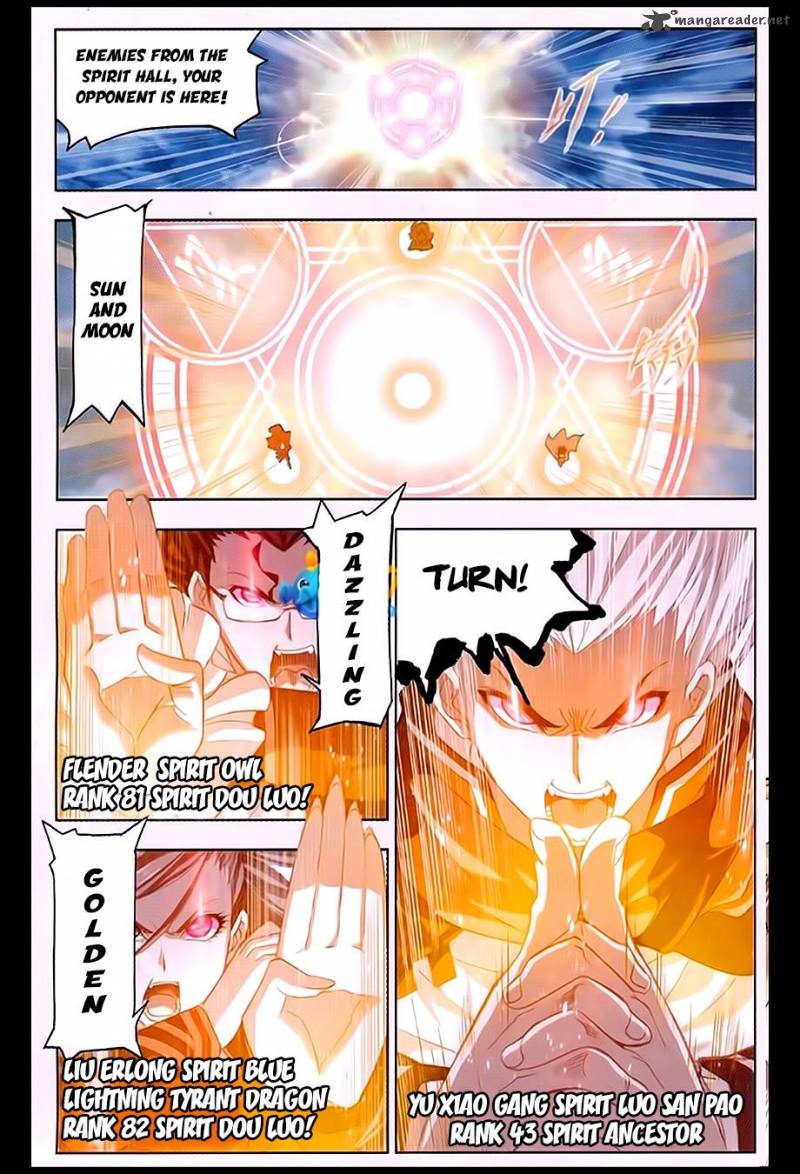 mangareader.net
ENEMIES FROM THE
SPIRIT HALL, YOUR
OPPONENT IS HERE!
SUN
AND
MOON
DAZZLING
TURN!
FLENDER SPIRIT OWL
RANK 81 SPIRIT DOU LUO!
GOLDEN
LIU ERLONG SPIRIT BLUE
LIGHTNING TYRANT DRAGON
RANK 82 SPIRIT DOU LUO!
YU XIAO GANG SPIRIT LUO SAN PAO
RANK 43 SPIRIT ANCESTOR